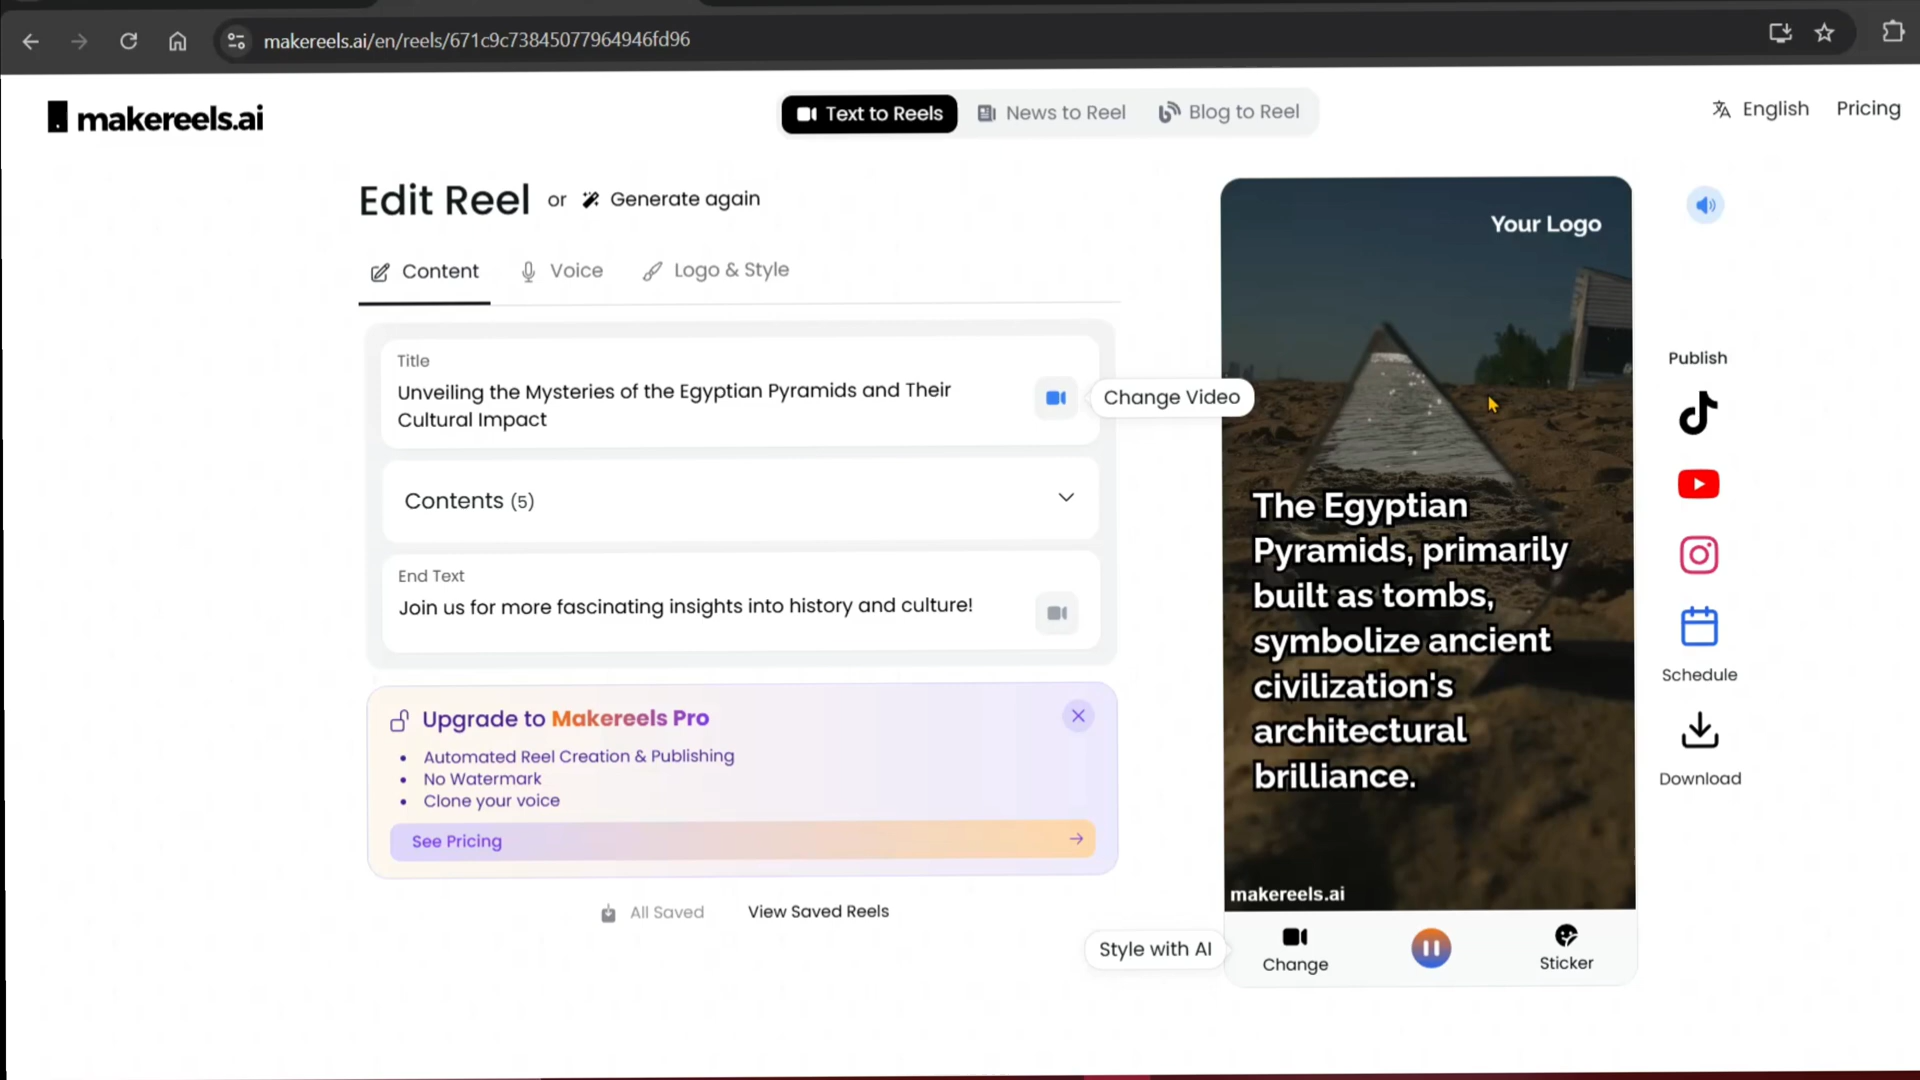 makereels.ai/en/reels/671c9c73845077964946fd96
makereels.ai
Text to Reels
News to Reel
Blog to Reel
English
Pricing
Edit Reel or Generate again
Content
Voice
Logo & Style
Title
Unveiling the Mysteries of the Egyptian Pyramids and Their
Cultural Impact
Change Video
Contents (5)
End Text
Join us for more fascinating insights into history and culture!
Upgrade to Makereels Pro
Automated Reel Creation & Publishing
No Watermark
Clone your voice
See Pricing
All Saved
View Saved Reels
Your Logo
The Egyptian
Pyramids, primarily
built as tombs,
symbolize ancient
civilization's
architectural
brilliance.
makereels.ai
Style with AI
Change
Sticker
Publish
Schedule
Download